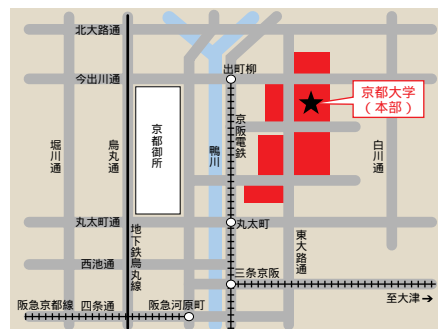 北大路通
今出川通
出町柳
京都大学
（本部）
京都御所
京阪電鉄
鴨川
堀川通
烏丸通
白川通
丸太町通
丸太町
地下鉄烏丸線
東大路通
西池通
三条京阪
至大津→
阪急京都線
四条通
阪急河原町